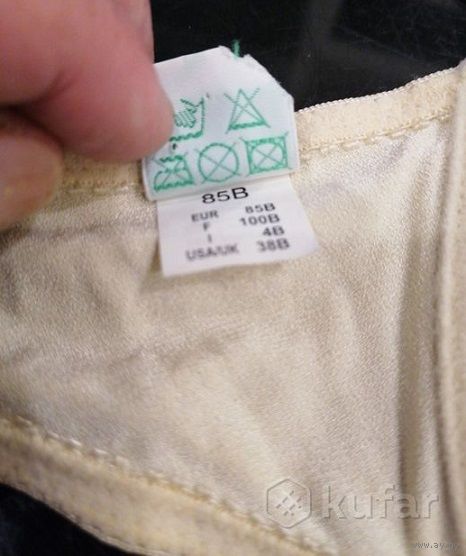 85B
EUR 85B
F 100B
I 4B
USA/UK 38B
kufar